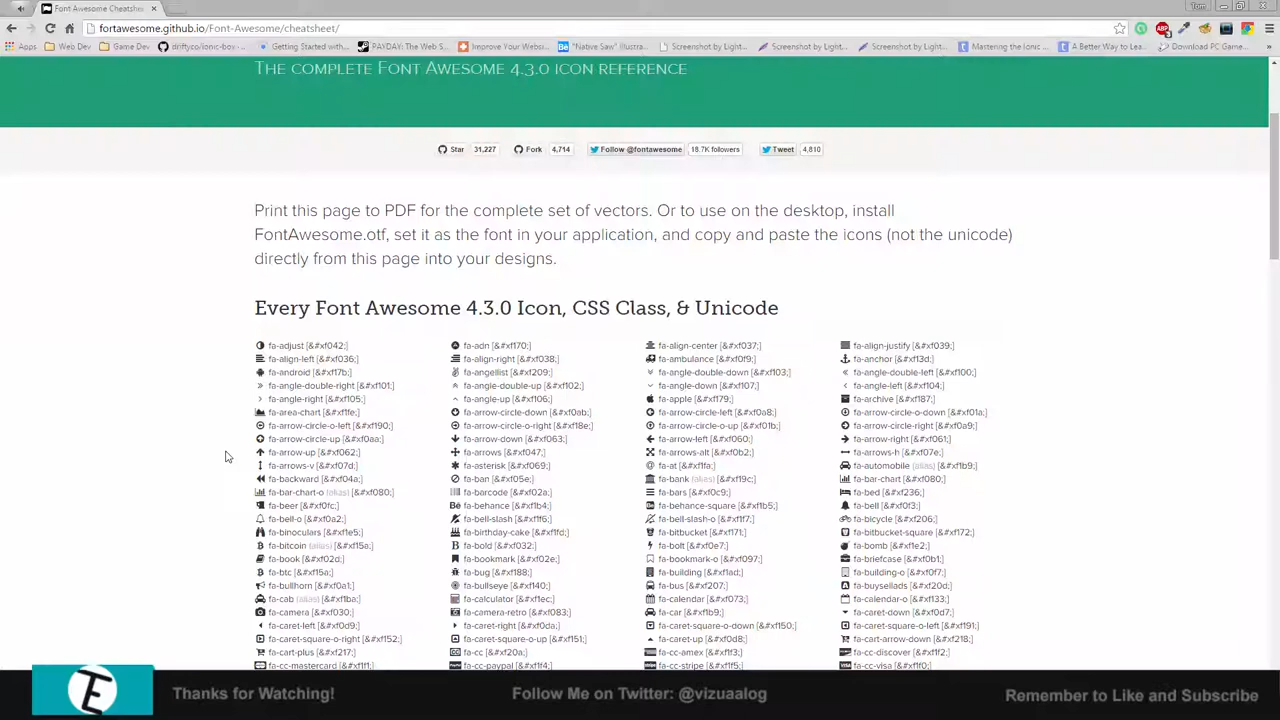 Font Awesome Cheatshe
Tom
fortawesome.github.io/Font-Awesome/cheatsheet/
Apps Web Dev Game Dev driftyco/ionic-box- Getting Started with... PAYDAY: The Web S... Improve Your Websi... "Native Saw" Illustra... Screenshot by Light... Screenshot by Light... Screenshot by Light... Mastering the Ionic A Better Way to Lea... Download PC Game...
The complete Font Awesome 4.3.0 icon reference
Star 31,227 Fork 4,714 Follow @fontawesome 18.7K followers Tweet 4,810
Print this page to PDF for the complete set of vectors. Or to use on the desktop, install
FontAwesome.otf, set it as the font in your application, and copy and paste the icons (not the unicode)
directly from this page into your designs.
Every Font Awesome 4.3.0 Icon, CSS Class, & Unicode
fa-adjust [&#xf042;] fa-adn [&#xf170;] fa-align-center [&#xf037;] fa-align-justify [&#xf039;]
fa-align-left [&#xf036;] fa-align-right [&#xf038;] fa-ambulance [&#xf0f9;] fa-anchor [&#xf13d;]
fa-android [&#xf17b;] fa-angellist [&#xf209;] fa-angle-double-down [&#xf103;] fa-angle-double-left [&#xf100;]
fa-angle-double-right [&#xf101;] fa-angle-double-up [&#xf102;] fa-angle-down [&#xf107;] fa-angle-left [&#xf104;]
fa-angle-right [&#xf105;] fa-angle-up [&#xf106;] fa-apple [&#xf179;] fa-archive [&#xf187;]
fa-area-chart [&#xf1fe;] fa-arrow-circle-down [&#xf0ab;] fa-arrow-circle-left [&#xf0a8;] fa-arrow-circle-o-down [&#xf01a;]
fa-arrow-circle-o-left [&#xf190;] fa-arrow-circle-o-right [&#xf18e;] fa-arrow-circle-o-up [&#xf01b;] fa-arrow-circle-right [&#xf0a9;]
fa-arrow-circle-up [&#xf0aa;] fa-arrow-down [&#xf063;] fa-arrow-left [&#xf060;] fa-arrow-right [&#xf061;]
fa-arrow-up [&#xf062;] fa-arrows [&#xf047;] fa-arrows-alt [&#xf0b2;] fa-arrows-h [&#xf07e;]
fa-arrows-v [&#xf07d;] fa-asterisk [&#xf069;] fa-at [&#xf1fa;] fa-automobile (alias) [&#xf1b9;]
fa-backward [&#xf04a;] fa-ban [&#xf05e;] fa-bank (alias) [&#xf19c;] fa-bar-chart [&#xf080;]
fa-bar-chart-o (alias) [&#xf080;] fa-barcode [&#xf02a;] fa-bars [&#xf0c9;] fa-bed [&#xf236;]
fa-beer [&#xf0fc;] fa-behance [&#xf1b4;] fa-behance-square [&#xf1b5;] fa-bell [&#xf0f3;]
fa-bell-o [&#xf0a2;] fa-bell-slash [&#xf1f6;] fa-bell-slash-o [&#xf1f7;] fa-bicycle [&#xf206;]
fa-binoculars [&#xf1e5;] fa-birthday-cake [&#xf1fd;] fa-bitbucket [&#xf171;] fa-bitbucket-square [&#xf172;]
fa-bitcoin (alias) [&#xf15a;] fa-bold [&#xf032;] fa-bolt [&#xf0e7;] fa-bomb [&#xf1e2;]
fa-book [&#xf02d;] fa-bookmark [&#xf02e;] fa-bookmark-o [&#xf097;] fa-briefcase [&#xf0b1;]
fa-btc [&#xf15a;] fa-bug [&#xf188;] fa-building [&#xf1ad;] fa-building-o [&#xf0f7;]
fa-bullhorn [&#xf0a1;] fa-bullseye [&#xf140;] fa-bus [&#xf207;] fa-buysellads [&#xf20d;]
fa-cab (alias) [&#xf1ba;] fa-calculator [&#xf1ec;] fa-calendar [&#xf073;] fa-calendar-o [&#xf133;]
fa-camera [&#xf030;] fa-camera-retro [&#xf083;] fa-car [&#xf1b9;] fa-caret-down [&#xf0d7;]
fa-caret-left [&#xf0d9;] fa-caret-right [&#xf0da;] fa-caret-square-o-down [&#xf150;] fa-caret-square-o-left [&#xf191;]
fa-caret-square-o-right [&#xf152;] fa-caret-square-o-up [&#xf151;] fa-caret-up [&#xf0d8;] fa-cart-arrow-down [&#xf218;]
fa-cart-plus [&#xf217;] fa-cc [&#xf20a;] fa-cc-amex [&#xf1f3;] fa-cc-discover [&#xf1f2;]
fa-cc-mastercard [&#xf1f1;] fa-cc-paypal [&#xf1f4;] fa-cc-stripe [&#xf1f5;] fa-cc-visa [&#xf1f0;]
Thanks for Watching! Follow Me on Twitter: @vizuaalog Remember to Like and Subscribe